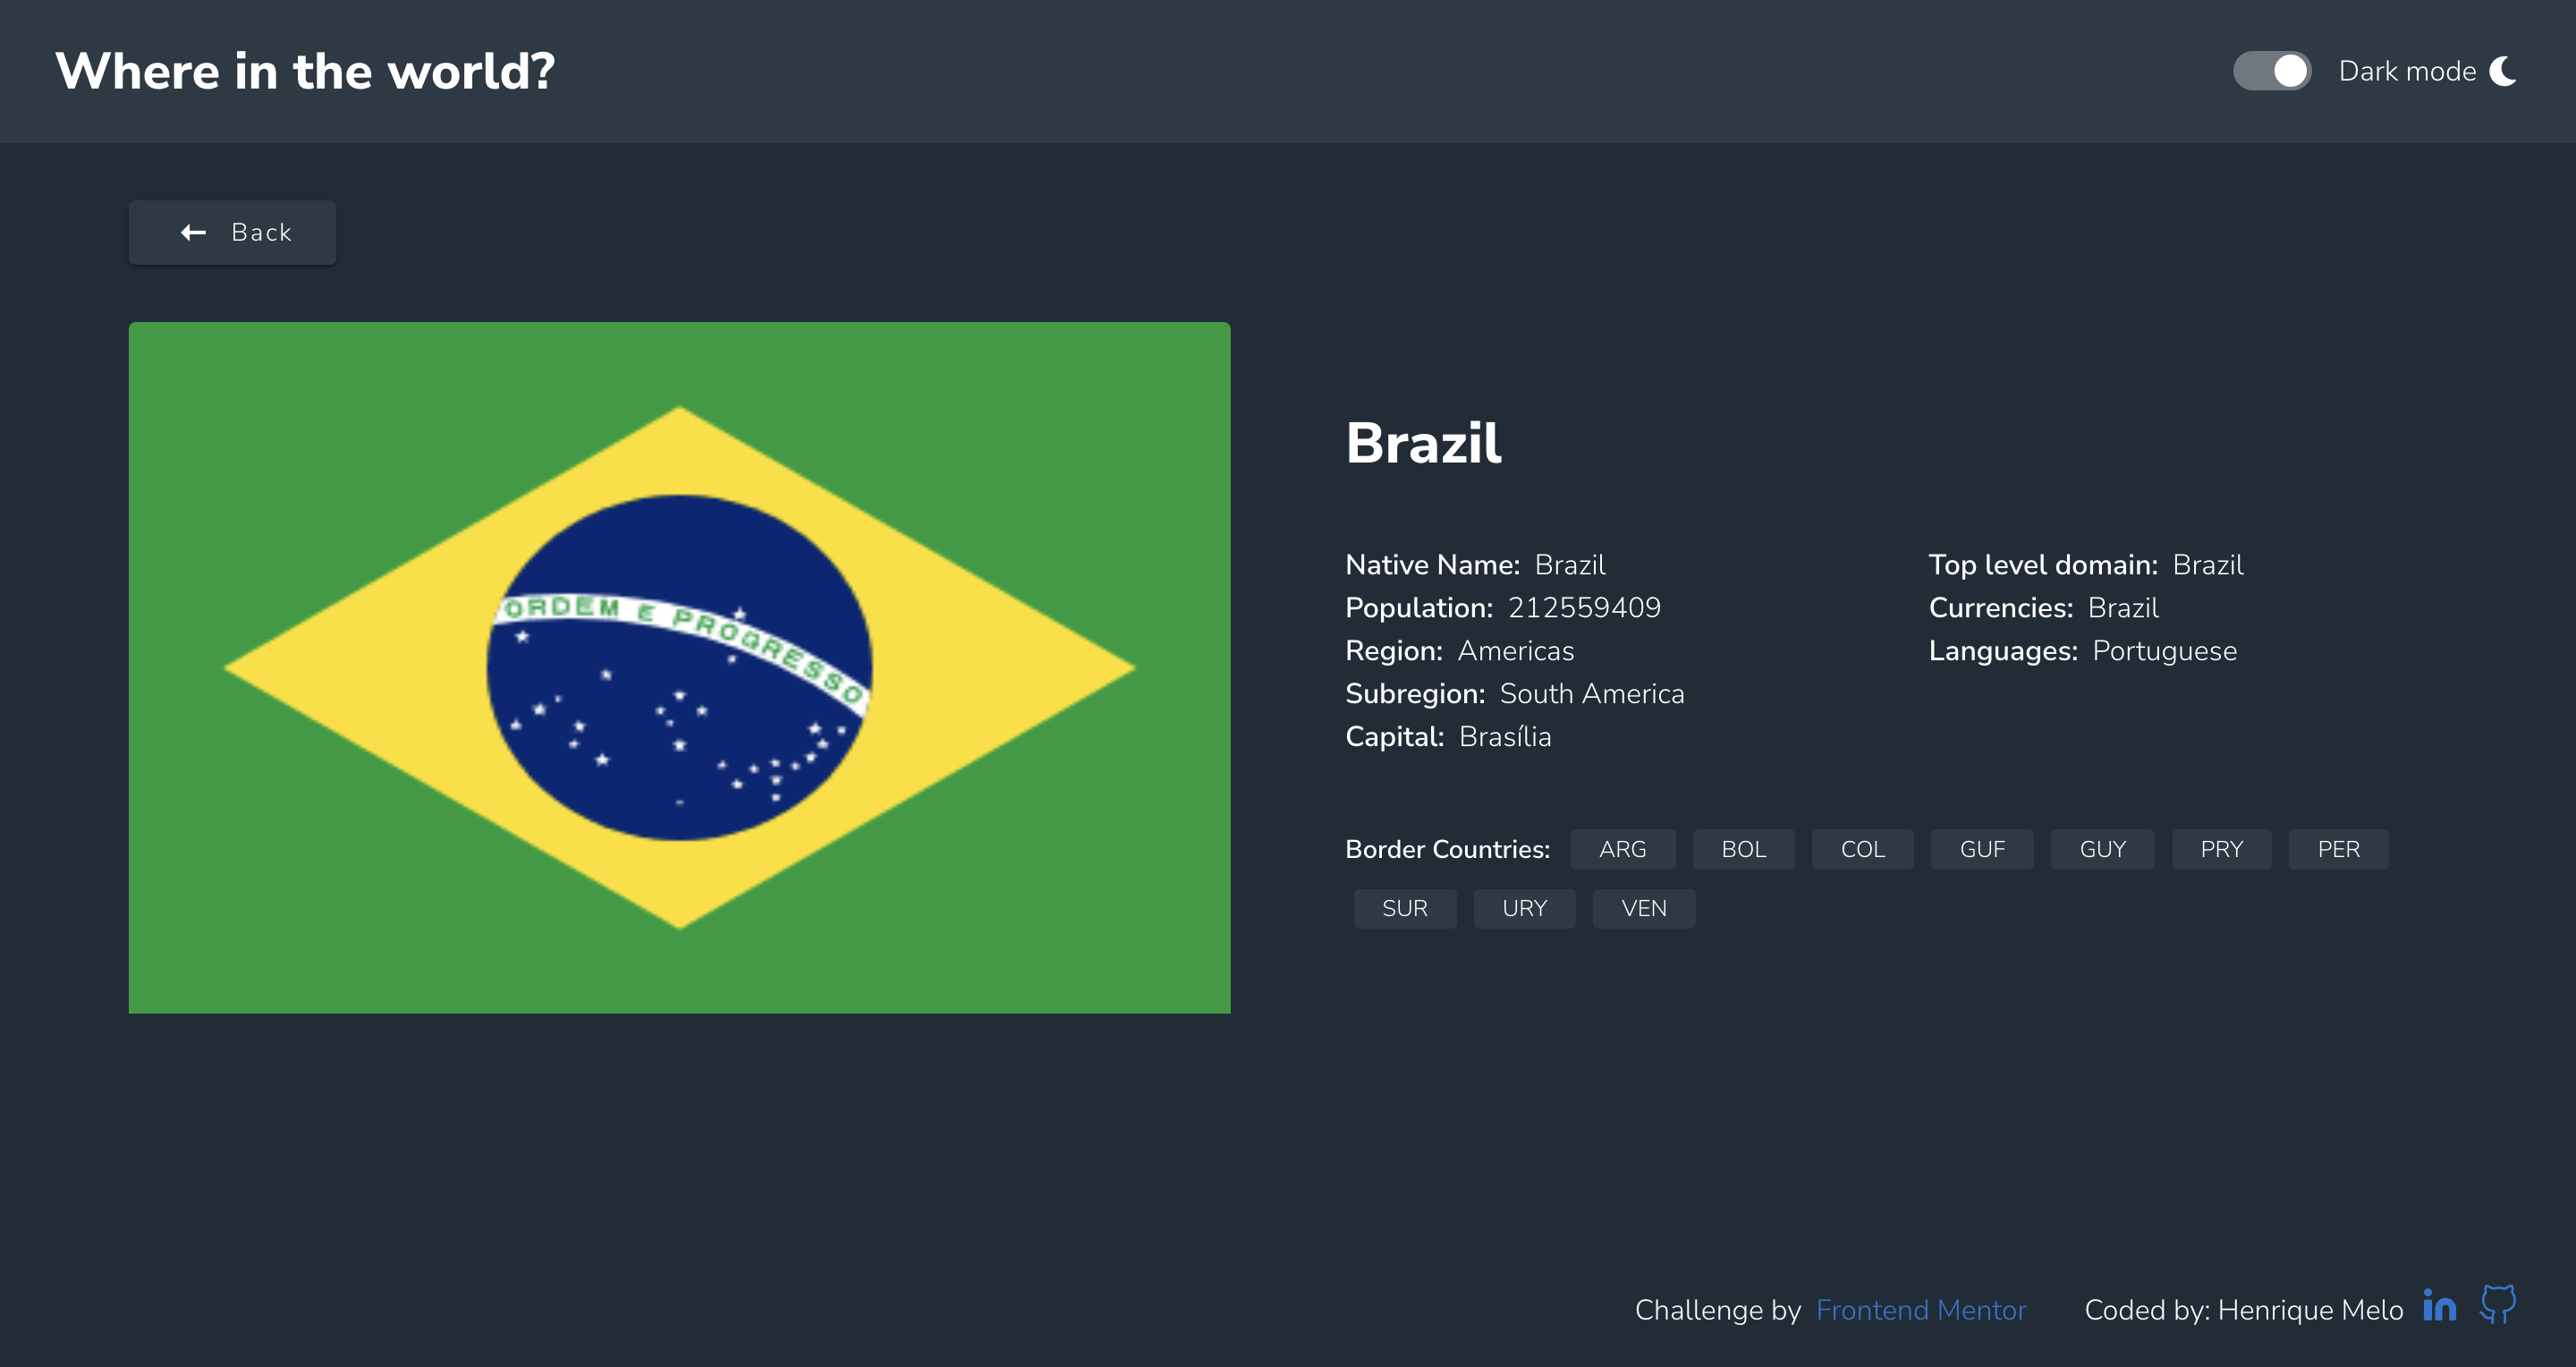 Where in the world?
Dark mode
Back
ORDEM E PROGRESSO
Brazil
Native Name: Brazil
Population: 212559409
Region: Americas
Subregion: South America
Capital: Brasília
Top level domain: Brazil
Currencies: Brazil
Languages: Portuguese
Border Countries: ARG BOL COL GUF GUY PRY PER
SUR URY VEN
Challenge by Frontend Mentor Coded by: Henrique Melo in